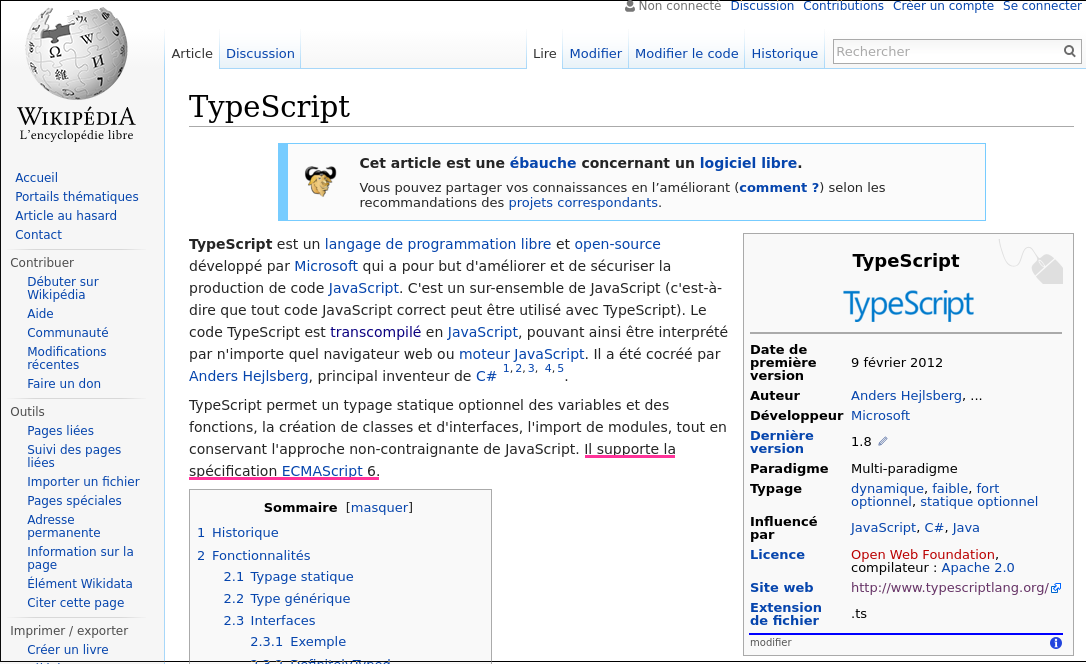 Non connecté Discussion Contributions Créer un compte Se connecter
Article Discussion Lire Modifier Modifier le code Historique Rechercher
WIKIPÉDIA
L'encyclopédie libre
Accueil
Portails thématiques
Article au hasard
Contact
Contribuer
Débuter sur
Wikipédia
Aide
Communauté
Modifications
récentes
Faire un don
Outils
Pages liées
Suivi des pages
liées
Importer un fichier
Pages spéciales
Adresse
permanente
Information sur la
page
Élément Wikidata
Citer cette page
Imprimer / exporter
Créer un livre
TypeScript
Cet article est une ébauche concernant un logiciel libre.
Vous pouvez partager vos connaissances en l’améliorant (comment ?) selon les
recommandations des projets correspondants.
TypeScript est un langage de programmation libre et open-source
développé par Microsoft qui a pour but d'améliorer et de sécuriser la
production de code JavaScript. C'est un sur-ensemble de JavaScript (c'est-à-
dire que tout code JavaScript correct peut être utilisé avec TypeScript). Le
code TypeScript est transcompilé en JavaScript, pouvant ainsi être interprété
par n'importe quel navigateur web ou moteur JavaScript. Il a été cocréé par
Anders Hejlsberg, principal inventeur de C# 1, 2, 3, 4, 5.
TypeScript permet un typage statique optionnel des variables et des
fonctions, la création de classes et d'interfaces, l'import de modules, tout en
conservant l'approche non-contraignante de JavaScript. Il supporte la
spécification ECMAScript 6.
Sommaire [masquer]
1 Historique
2 Fonctionnalités
2.1 Typage statique
2.2 Type générique
2.3 Interfaces
2.3.1 Exemple
TypeScript
TypeScript
Date de
première
version 9 février 2012
Auteur Anders Hejlsberg, ...
Développeur Microsoft
Dernière
version 1.8
Paradigme Multi-paradigme
Typage dynamique, faible, fort
optionnel, statique optionnel
Influencé
par JavaScript, C#, Java
Licence Open Web Foundation,
compilateur : Apache 2.0
Site web http://www.typescriptlang.org/
Extension
de fichier .ts
modifier